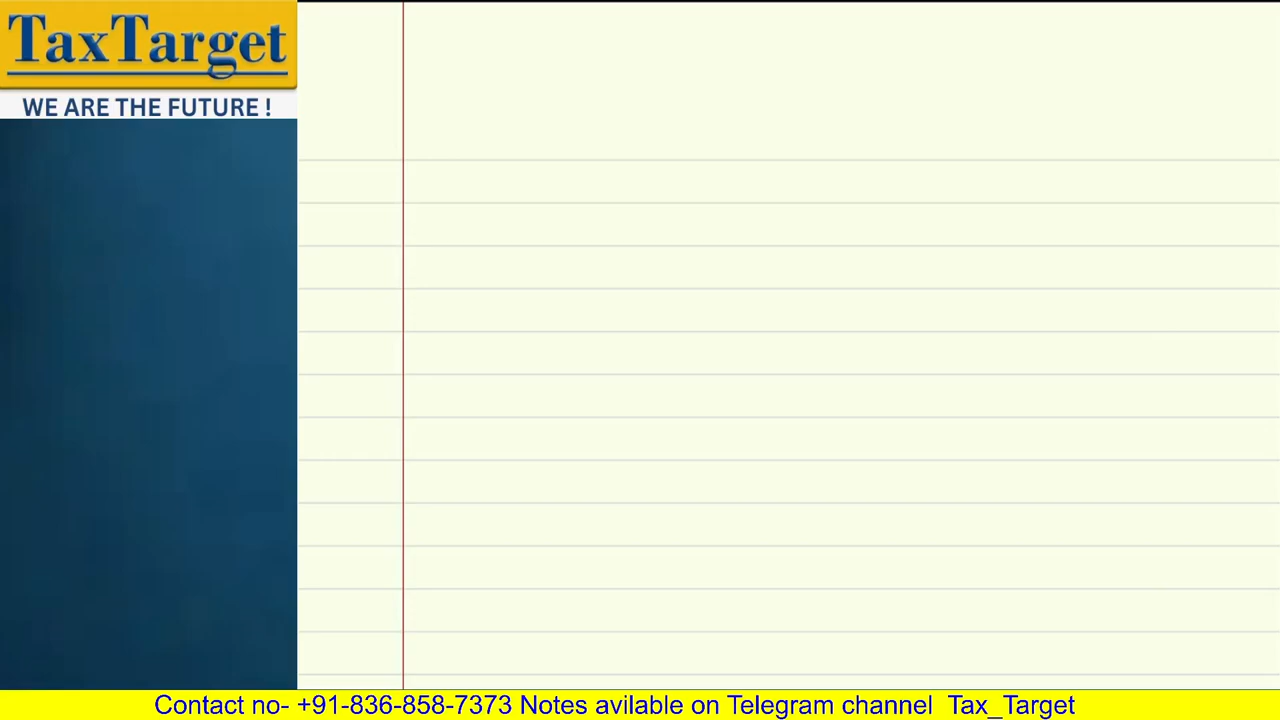 TaxTarget
WE ARE THE FUTURE !
Contact no- +91-836-858-7373 Notes avilable on Telegram channel  Tax_Target